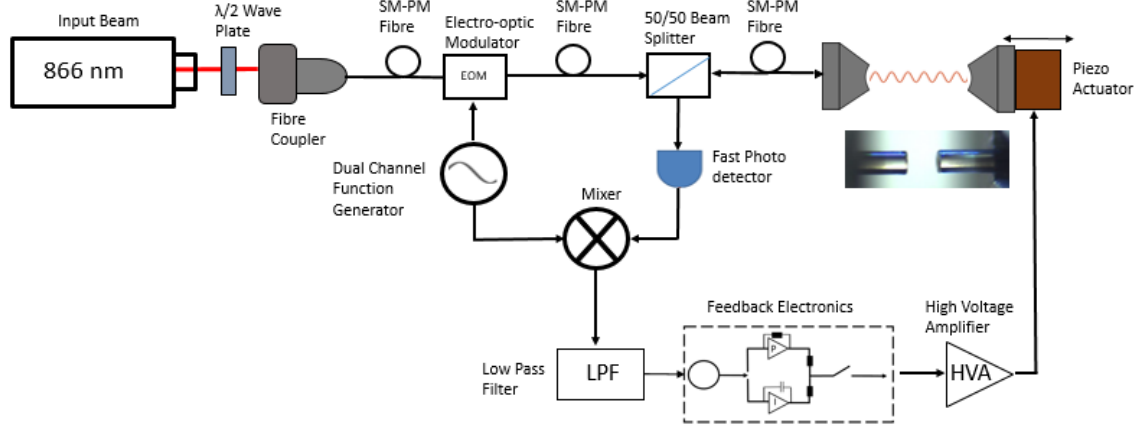 Input Beam
866 nm
λ/2 Wave
Plate
Fibre
Coupler
SM-PM
Fibre
Electro-optic
Modulator
EOM
SM-PM
Fibre
50/50 Beam
Splitter
SM-PM
Fibre
Piezo
Actuator
Dual Channel
Function
Generator
Fast Photo
detector
Mixer
Low Pass
Filter
LPF
Feedback Electronics
P
I
High Voltage
Amplifier
HVA